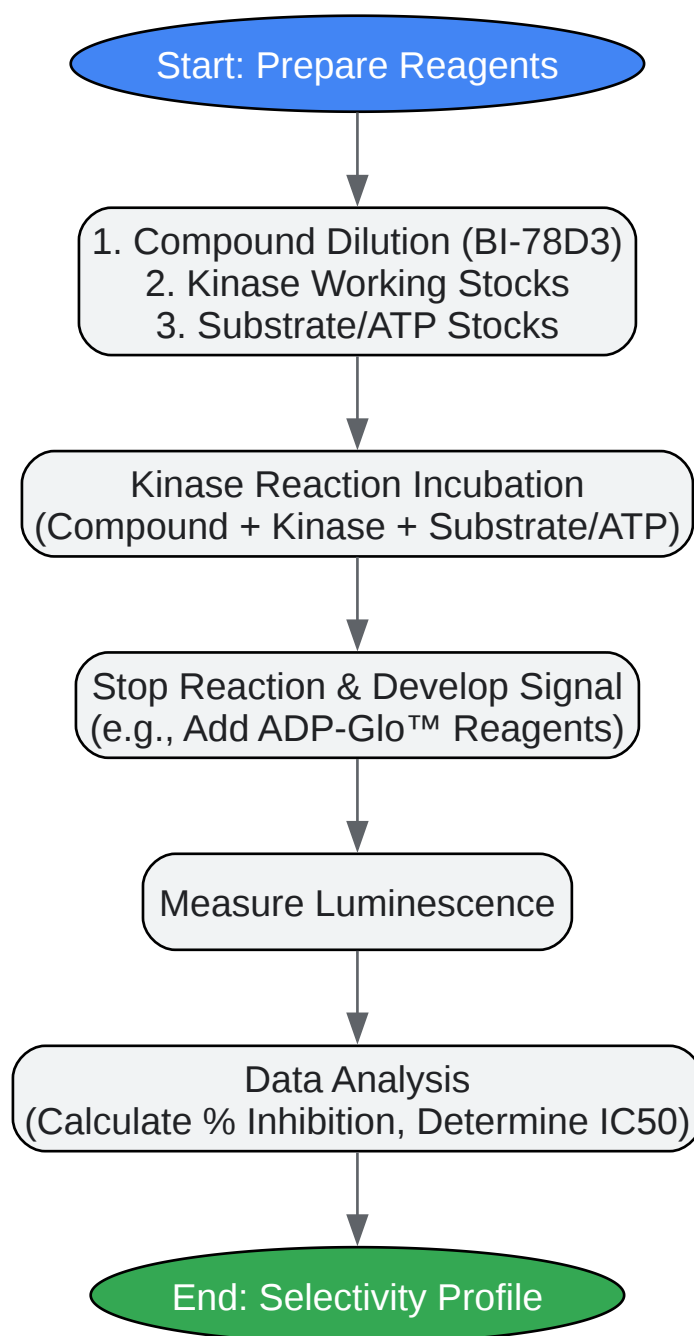 Start: Prepare Reagents
1. Compound Dilution (BI-78D3)
2. Kinase Working Stocks
3. Substrate/ATP Stocks
Kinase Reaction Incubation
(Compound + Kinase + Substrate/ATP)
Stop Reaction & Develop Signal
(e.g., Add ADP-Glo™ Reagents)
Measure Luminescence
Data Analysis
(Calculate % Inhibition, Determine IC50)
End: Selectivity Profile